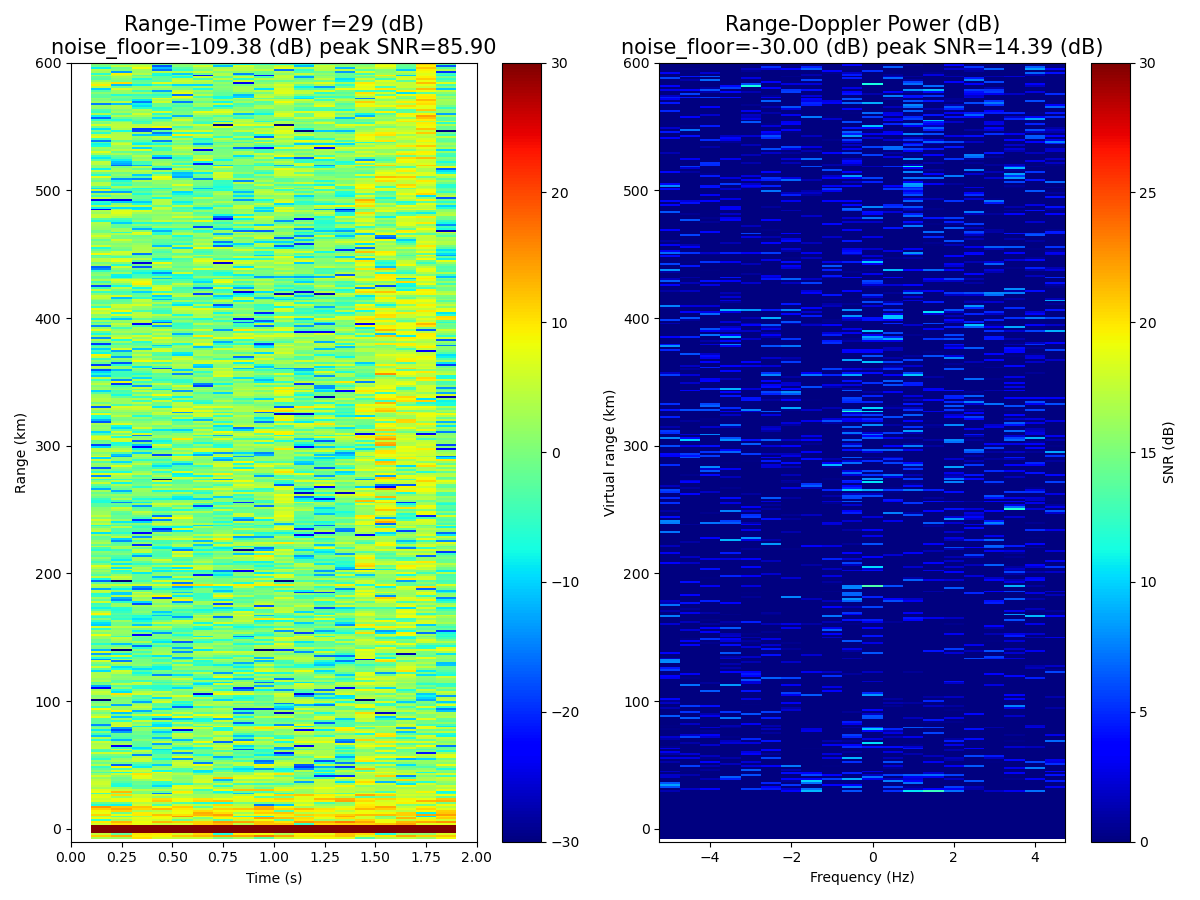 Range-Time Power f=29 (dB)
noise_floor=-109.38 (dB) peak SNR=85.90
600
500
400
300
200
100
0
Range (km)
0.00 0.25 0.50 0.75 1.00 1.25 1.50 1.75 2.00
Time (s)
30
20
10
0
−10
−20
−30
Range-Doppler Power (dB)
noise_floor=-30.00 (dB) peak SNR=14.39 (dB)
600
500
400
300
200
100
0
Virtual range (km)
−4 −2 0 2 4
Frequency (Hz)
30
25
20
15
10
5
0
SNR (dB)